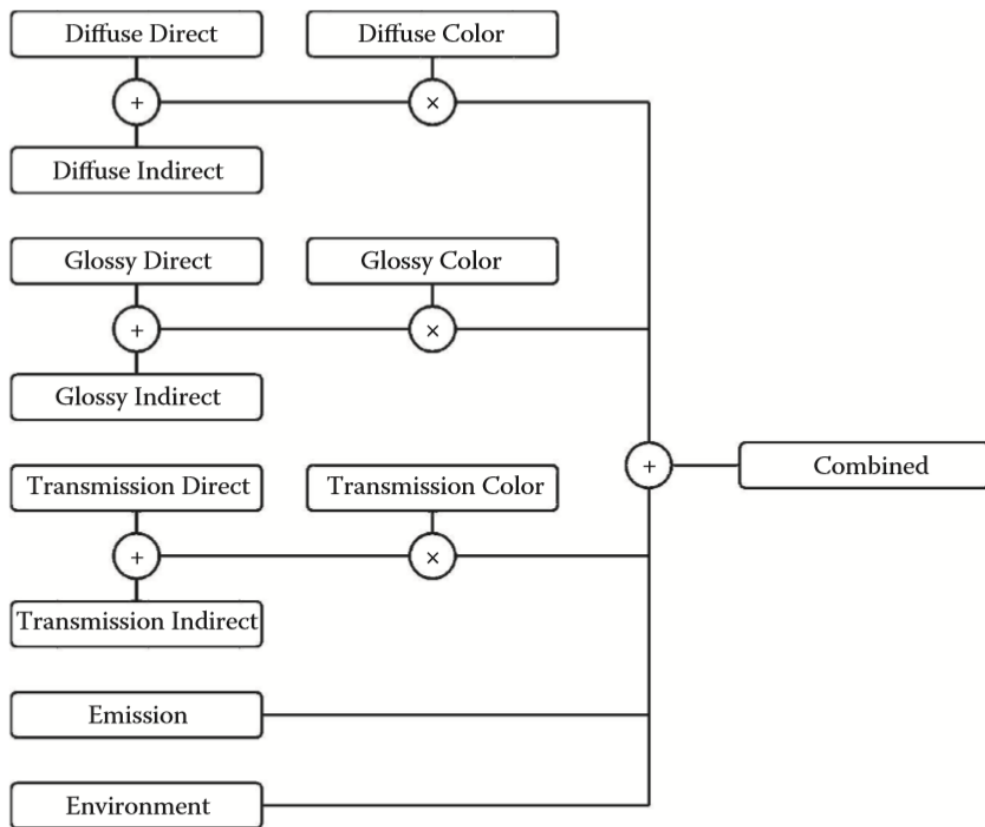 Diffuse Direct
Diffuse Color
+
×
Diffuse Indirect
Glossy Direct
Glossy Color
+
×
Glossy Indirect
+
Combined
Transmission Direct
Transmission Color
+
×
Transmission Indirect
Emission
Environment